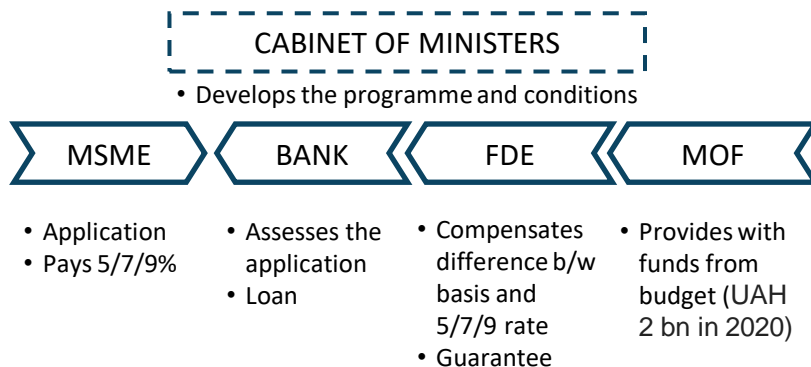 CABINET OF MINISTERS
• Develops the programme and conditions
MSME
BANK
FDE
MOF
• Application
• Pays 5/7/9%
• Assesses the
application
• Loan
• Compensates
difference b/w
basis and
5/7/9 rate
• Guarantee
• Provides with
funds from
budget (UAH
2 bn in 2020)